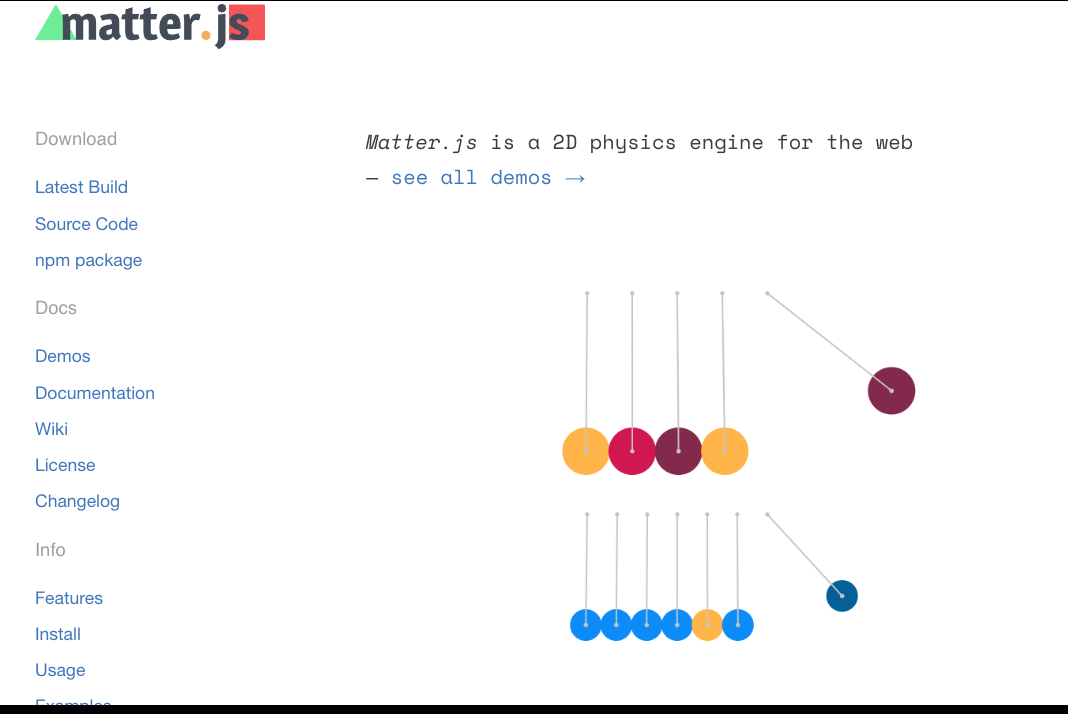 matter.js
Download
Latest Build
Source Code
npm package
Docs
Demos
Documentation
Wiki
License
Changelog
Info
Features
Install
Usage
Examples
Matter.js is a 2D physics engine for the web
— see all demos →